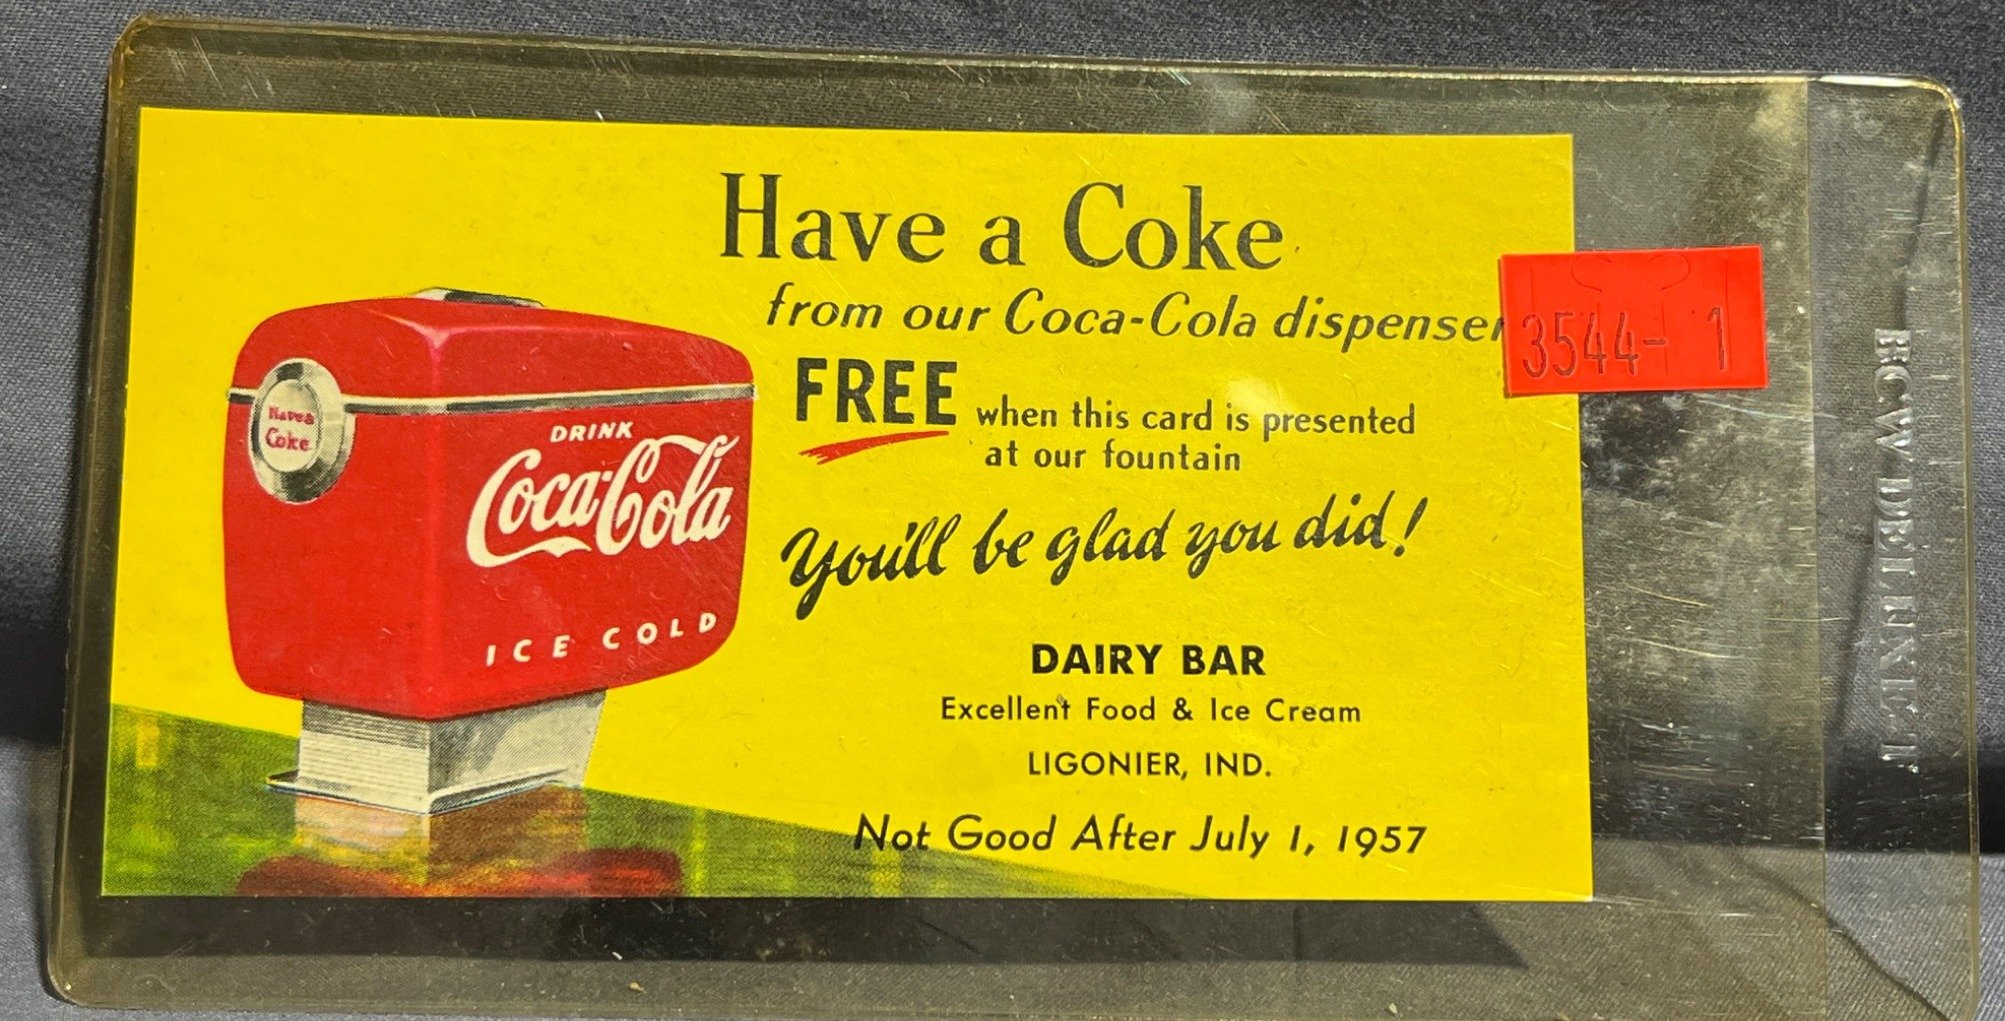 Have a Coke
from our Coca-Cola dispenser
3544- 1
FREE when this card is presented
at our fountain
Have a
Coke
DRINK
Coca-Cola
ICE COLD
You'll be glad you did!
DAIRY BAR
Excellent Food & Ice Cream
LIGONIER, IND.
Not Good After July 1, 1957
BCW DELUXE T